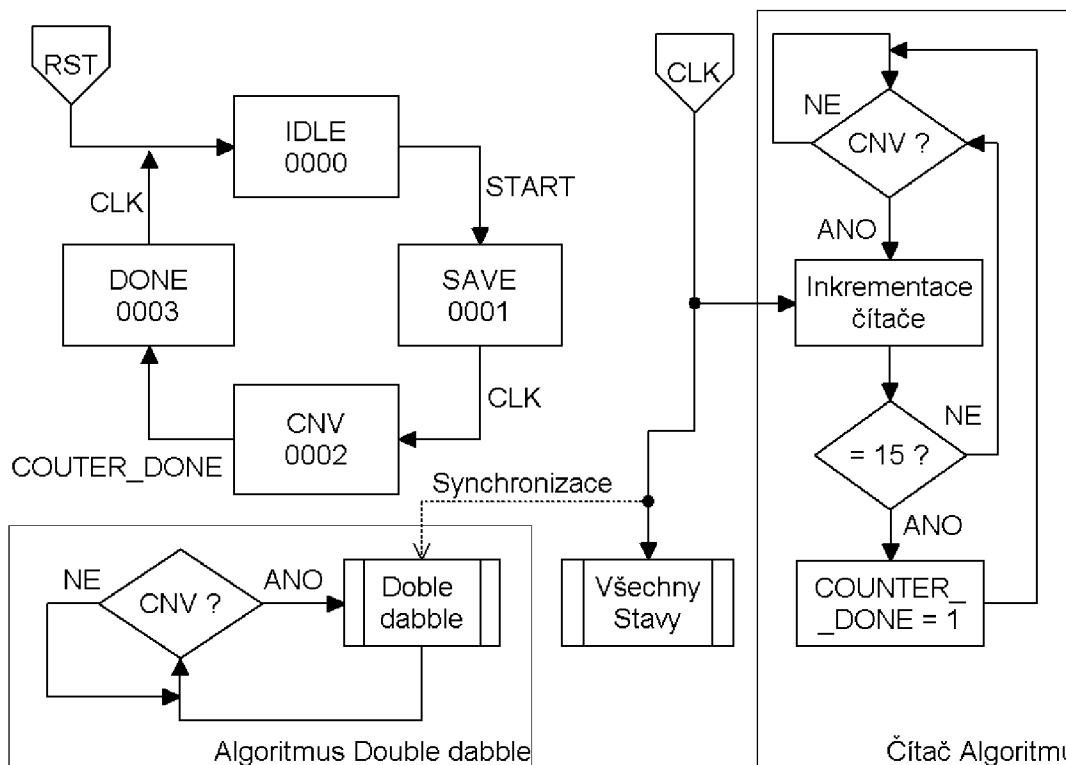 RST
CLK
IDLE
0000
NE
CNV ?
START
CLK
ANO
DONE
0003
SAVE
0001
Inkrementace
čítače
CLK
CNV
0002
COUTER_DONE
NE
= 15 ?
Synchronizace
ANO
NE
CNV ?
ANO
Doble
dabble
Všechny
Stavy
COUNTER_
_DONE = 1
Algoritmus Double dabble
Čítač Algoritmu